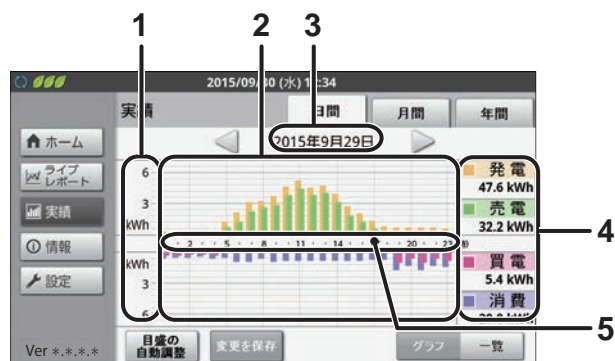 1 2 3
2015/09/30 (水) 12:34
実績 日間 月間 年間
2015年9月29日
ホーム
ライブ
レポート
実績
情報
設定
6
3
kWh
2 5 8 11 14 20 23 時
kWh
3
6
発電
47.6 kWh
売電
32.2 kWh
買電
5.4 kWh
消費
4
5
目盛の
自動調整
変更を保存
グラフ 一覧
Ver *.*.*.*